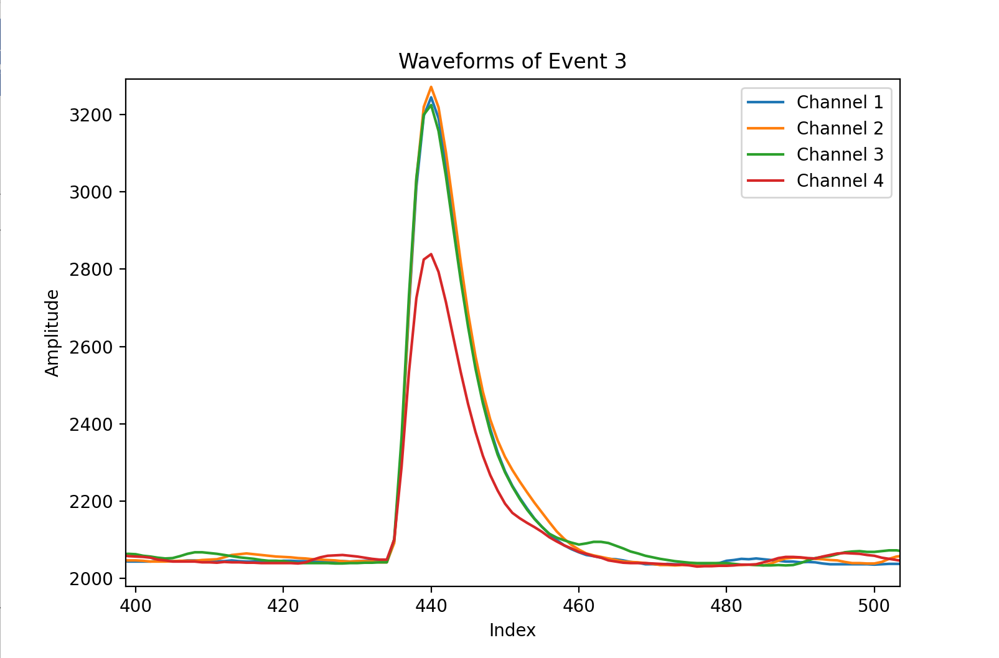 Waveforms of Event 3
Channel 1
Channel 2
Channel 3
Channel 4
3200
3000
2800
2600
2400
2200
2000
Amplitude
400 420 440 460 480 500
Index